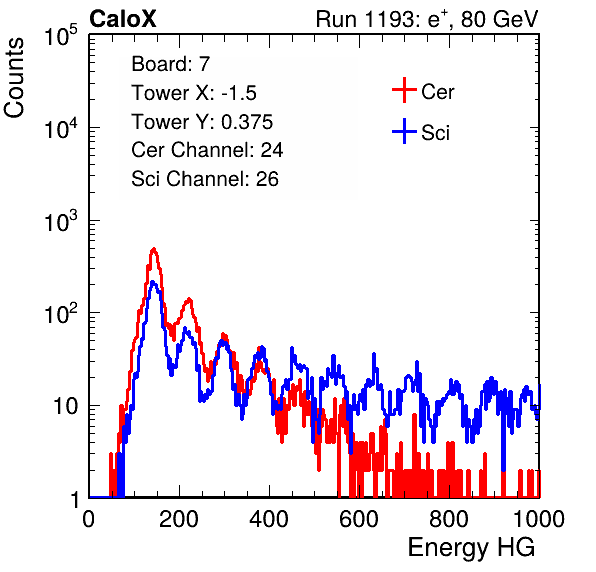 CaloX Run 1193: e⁺, 80 GeV
Counts
10⁵
10⁴
10³
10²
10
1
Board: 7
Tower X: -1.5
Tower Y: 0.375
Cer Channel: 24
Sci Channel: 26
Cer
Sci
0 200 400 600 800 1000
Energy HG